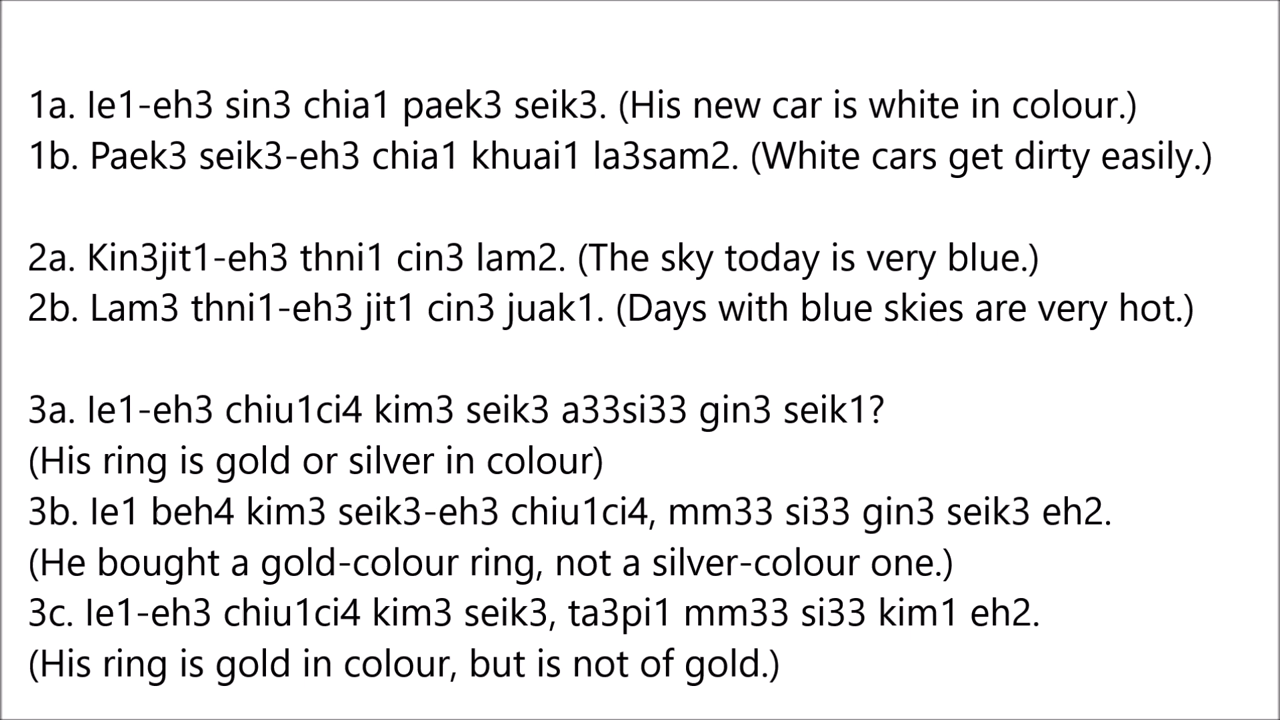 1a. Ie1-eh3 sin3 chia1 paek3 seik3. (His new car is white in colour.)
1b. Paek3 seik3-eh3 chia1 khuai1 la3sam2. (White cars get dirty easily.)
2a. Kin3jit1-eh3 thni1 cin3 lam2. (The sky today is very blue.)
2b. Lam3 thni1-eh3 jit1 cin3 juak1. (Days with blue skies are very hot.)
3a. Ie1-eh3 chiu1ci4 kim3 seik3 a33si33 gin3 seik1?
(His ring is gold or silver in colour)
3b. Ie1 beh4 kim3 seik3-eh3 chiu1ci4, mm33 si33 gin3 seik3 eh2.
(He bought a gold-colour ring, not a silver-colour one.)
3c. Ie1-eh3 chiu1ci4 kim3 seik3, ta3pi1 mm33 si33 kim1 eh2.
(His ring is gold in colour, but is not of gold.)